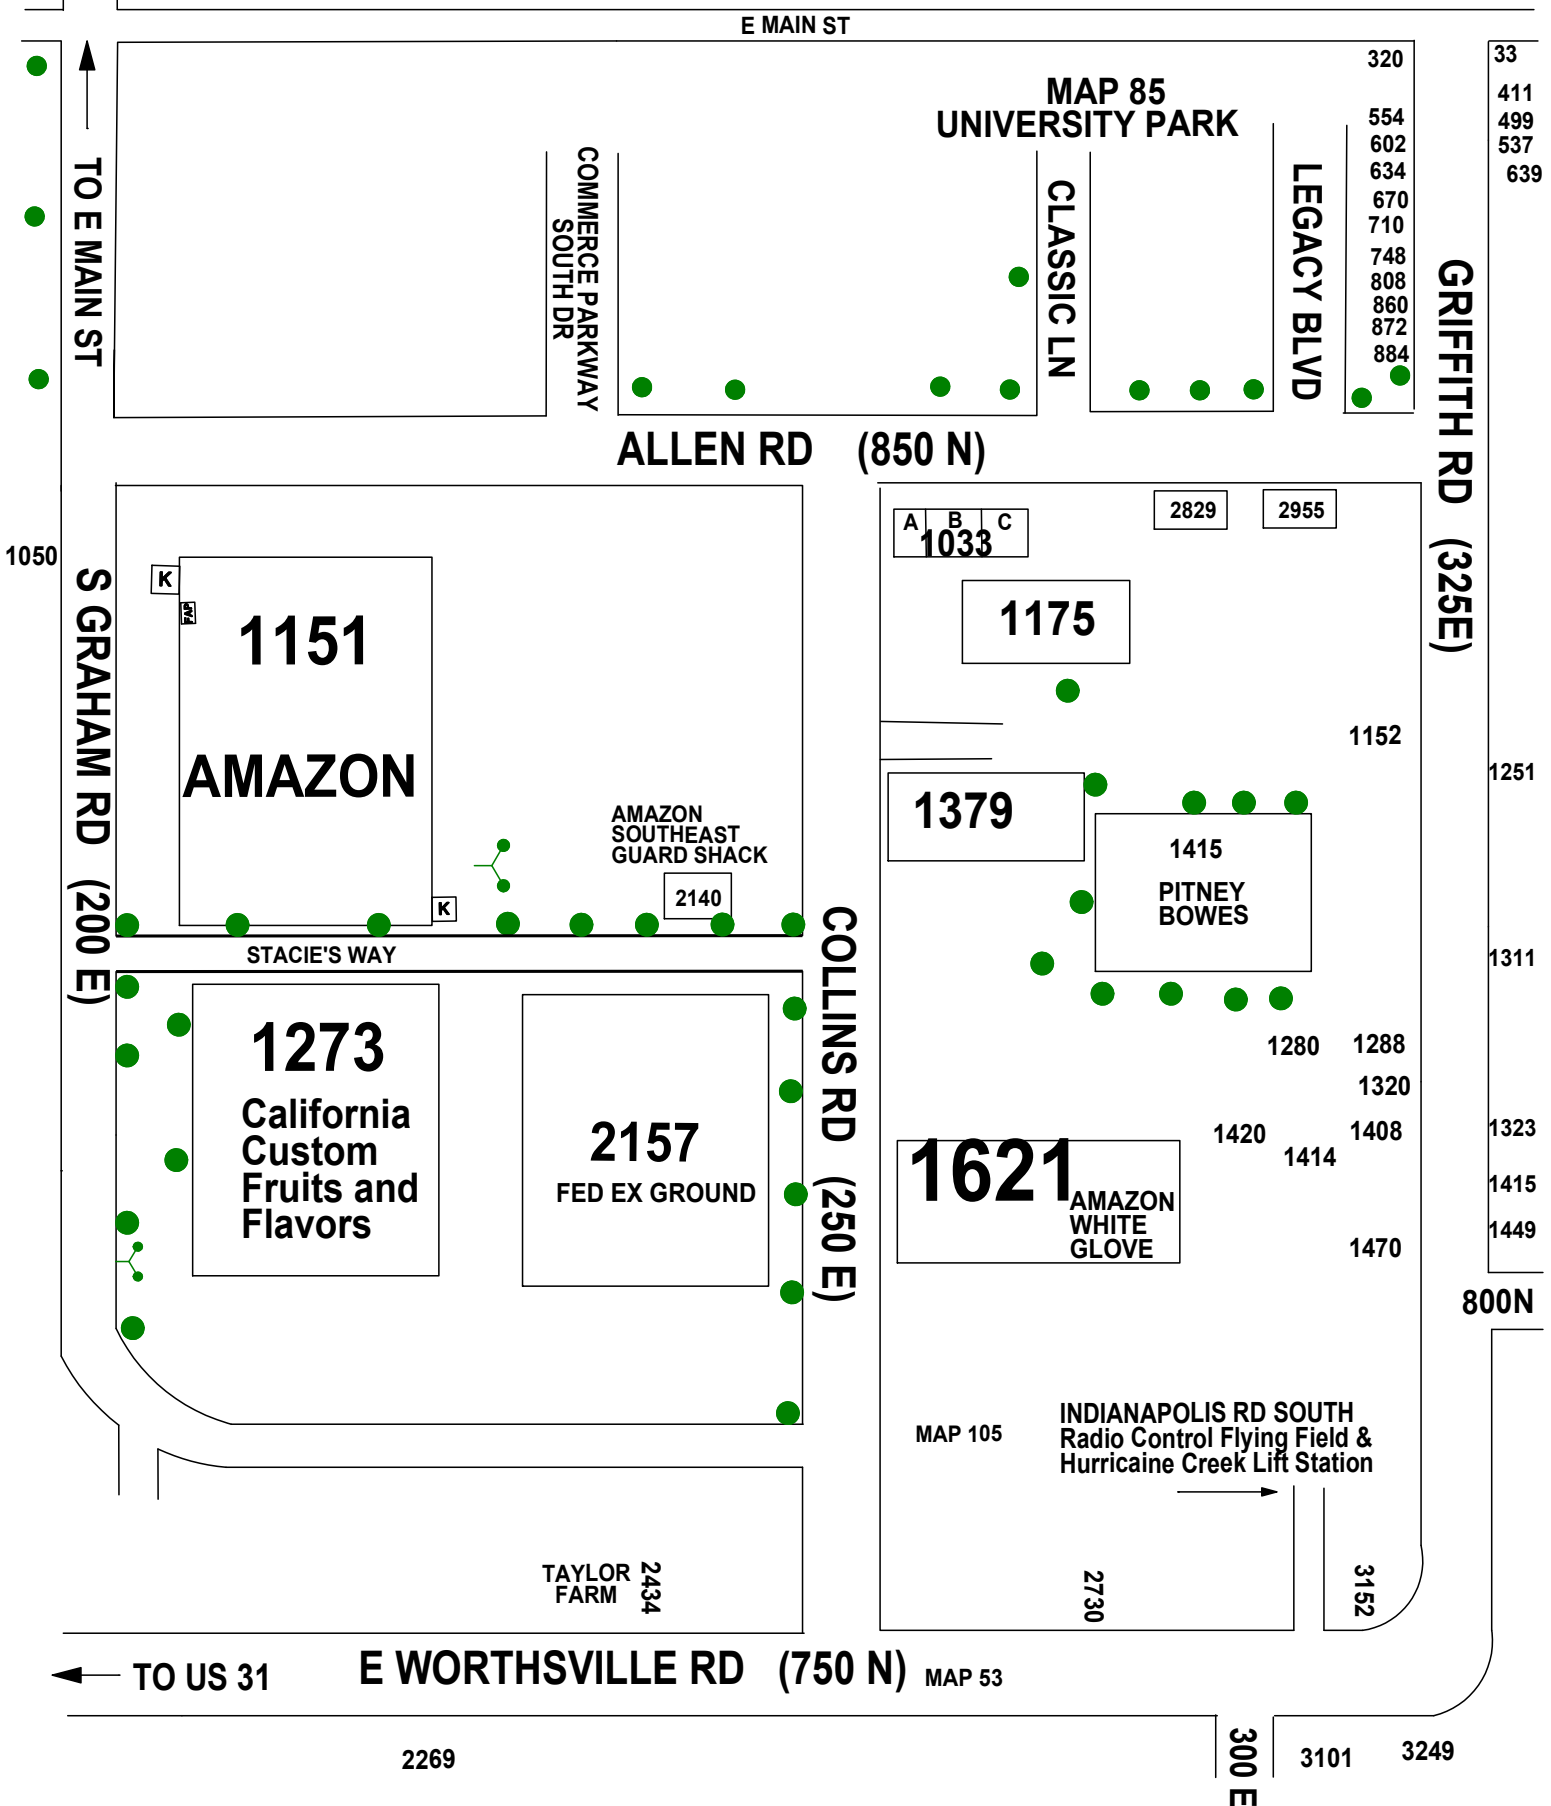 E MAIN ST
TO E MAIN ST
COMMERCE PARKWAY
SOUTH DR
MAP 85
UNIVERSITY PARK
CLASSIC LN
LEGACY BLVD
320
554
602
634
670
710
748
808
860
872
884
33
411
499
537
639
GRIFFITH RD (325E)
ALLEN RD (850 N)
1050
S GRAHAM RD (200 E)
K
FAP
1151
AMAZON
AMAZON
SOUTHEAST
GUARD SHACK
2140
K
STACIE'S WAY
A B C
1033
2829
2955
1175
1152
1251
1379
1415
PITNEY
BOWES
1311
COLLINS RD (250 E)
1273
California
Custom
Fruits and
Flavors
2157
FED EX GROUND
1280
1288
1320
1420
1408
1414
1323
1415
1449
1621
AMAZON
WHITE
GLOVE
1470
800N
MAP 105
INDIANAPOLIS RD SOUTH
Radio Control Flying Field &
Hurricaine Creek Lift Station
TAYLOR
FARM
2434
2730
3152
TO US 31
E WORTHSVILLE RD (750 N)
MAP 53
2269
300 E
3101
3249